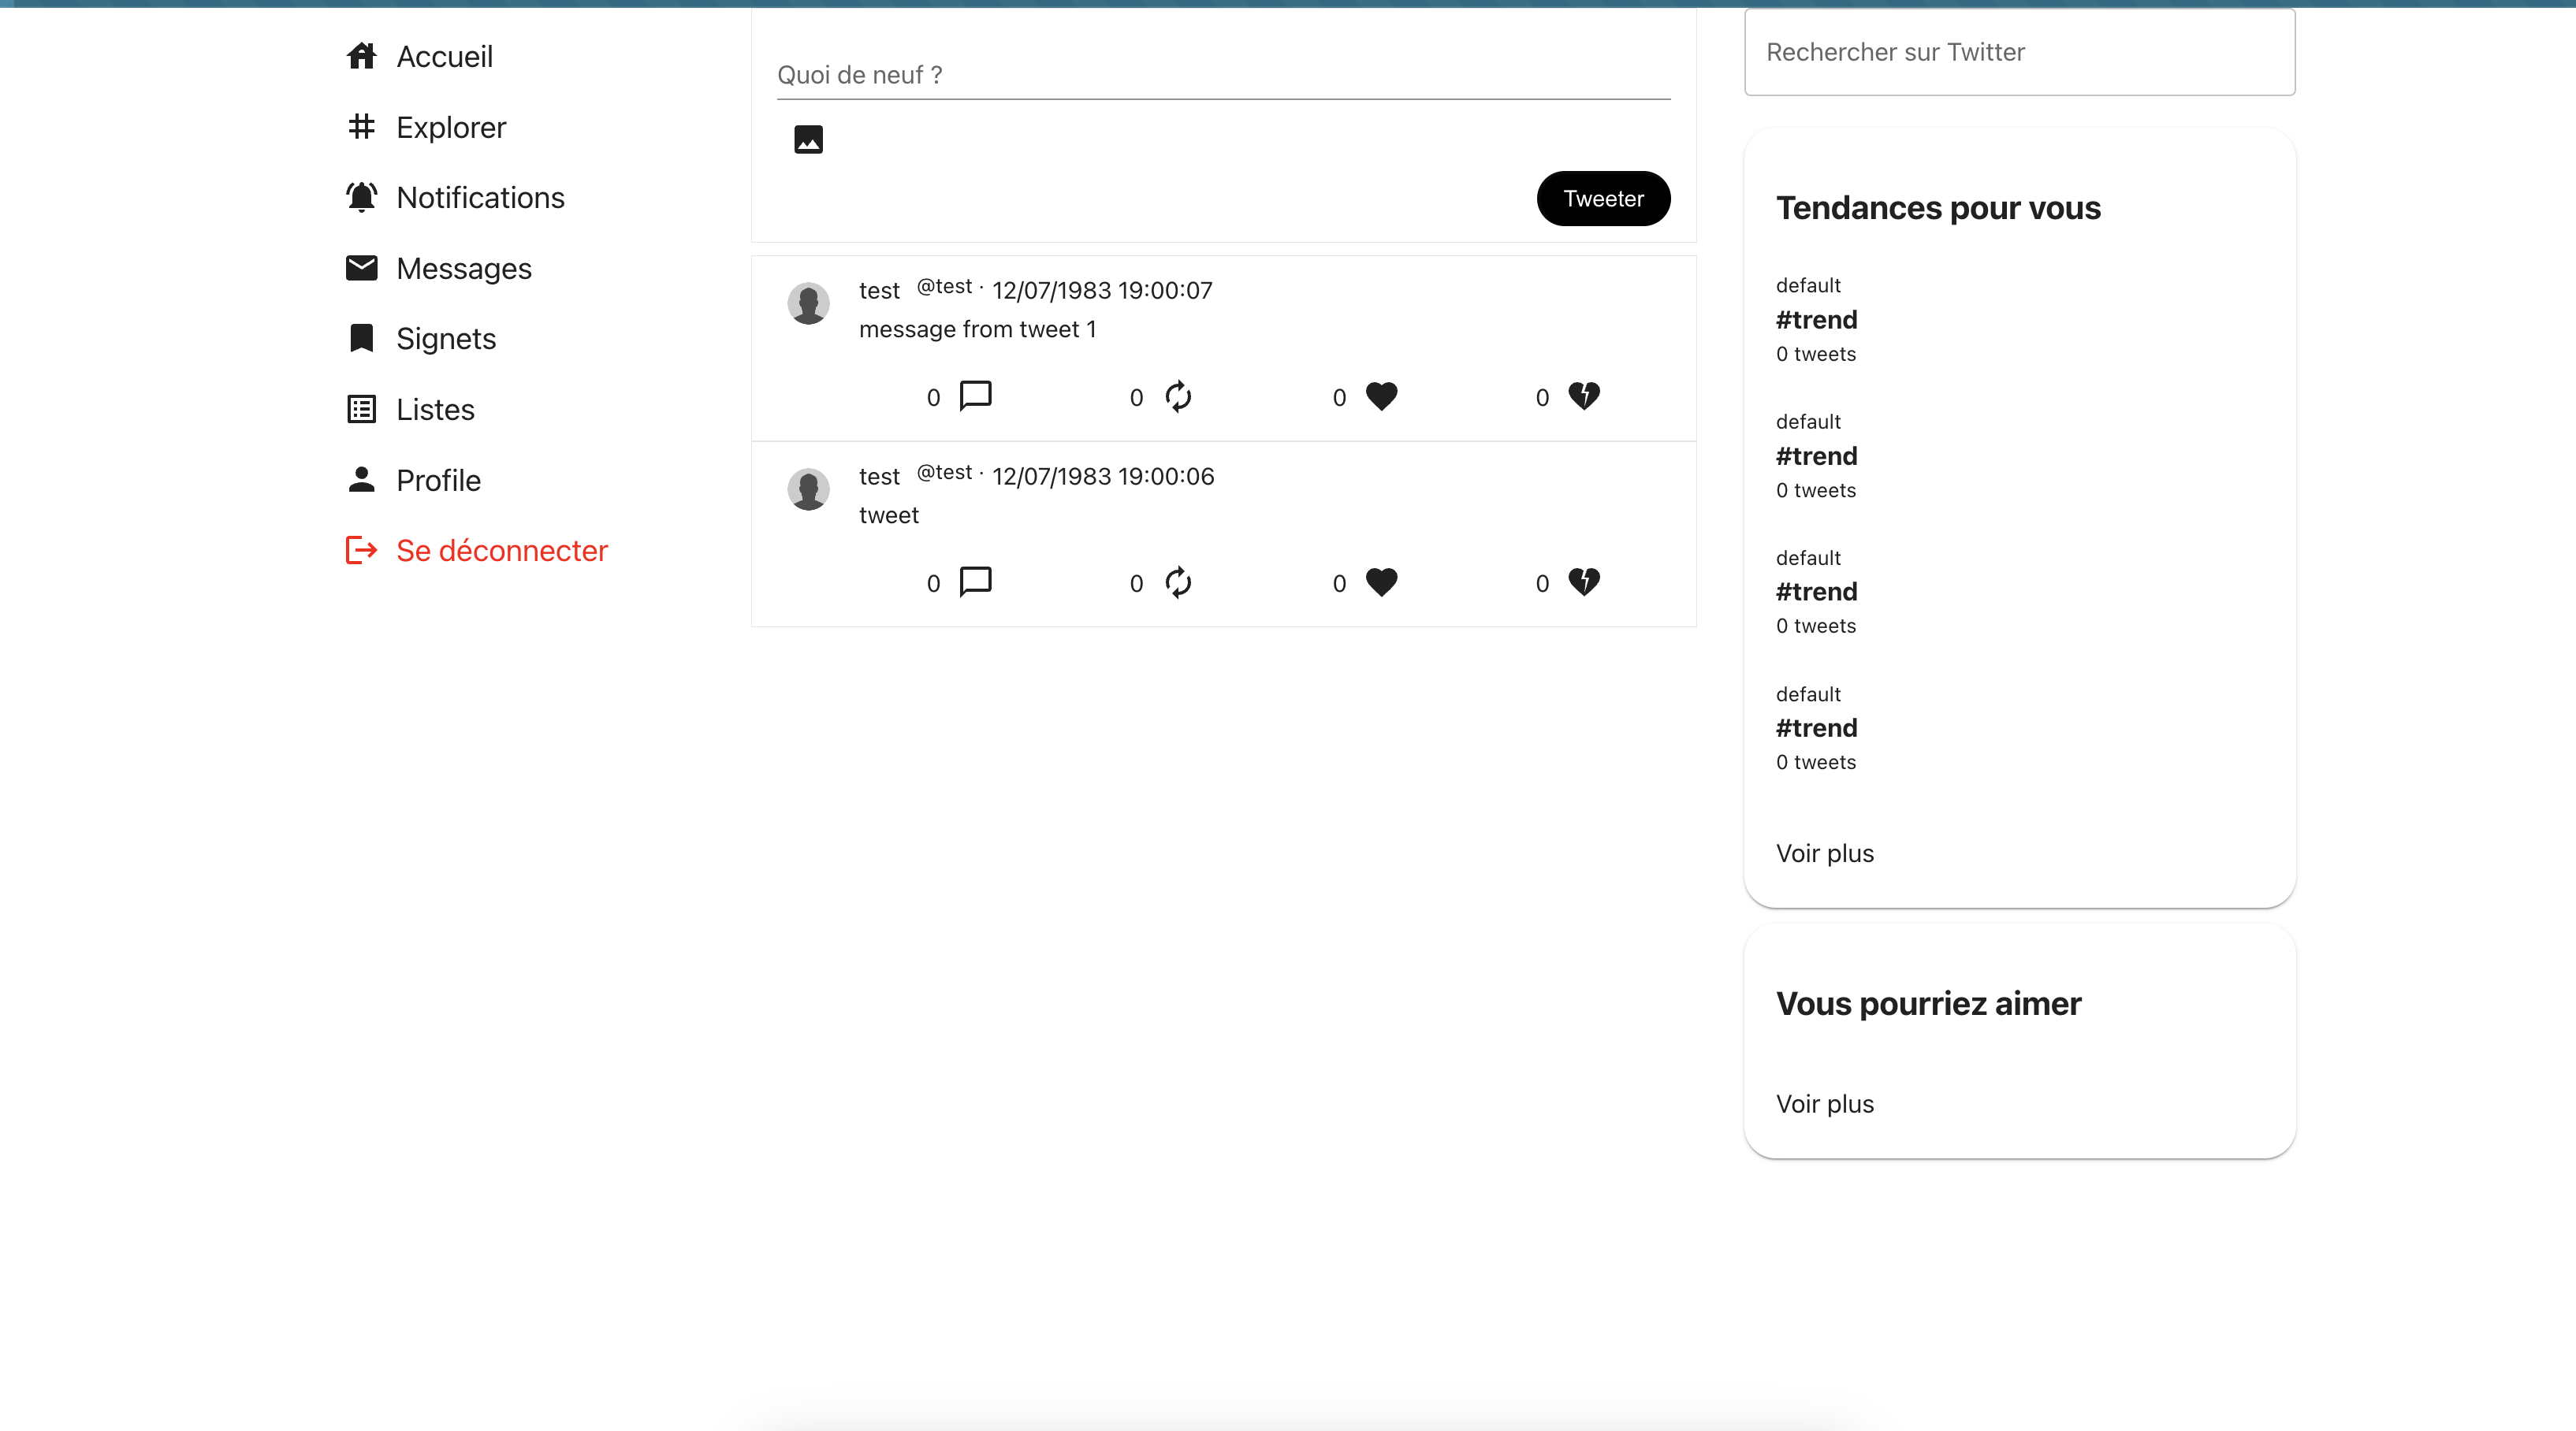 Accueil
Explorer
Notifications
Messages
Signets
Listes
Profile
Se déconnecter
Quoi de neuf ?
Tweeter
test @test · 12/07/1983 19:00:07
message from tweet 1
0 0 0 0
test @test · 12/07/1983 19:00:06
tweet
0 0 0 0
Rechercher sur Twitter
Tendances pour vous
default
#trend
0 tweets
default
#trend
0 tweets
default
#trend
0 tweets
default
#trend
0 tweets
Voir plus
Vous pourriez aimer
Voir plus